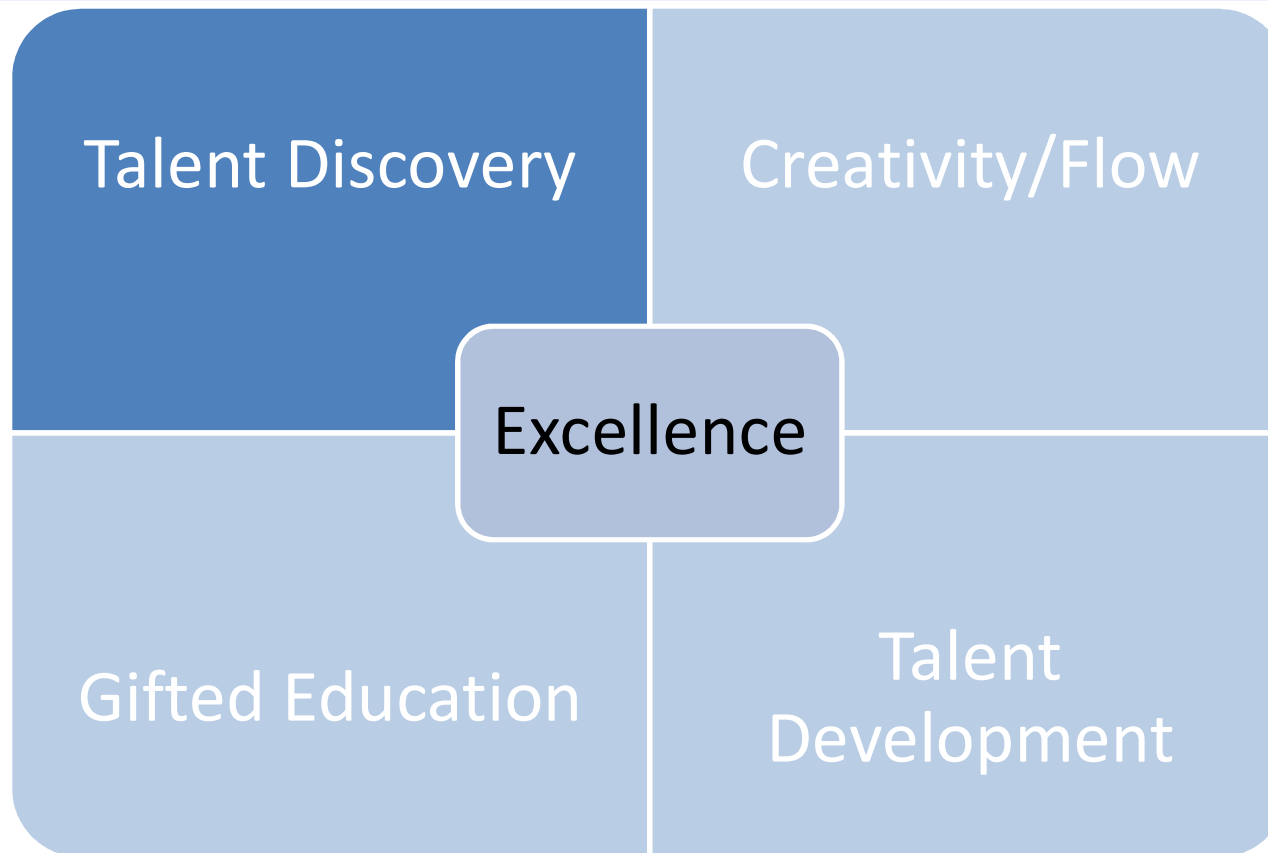 Talent Discovery
Creativity/Flow
Excellence
Gifted Education
Talent
Development